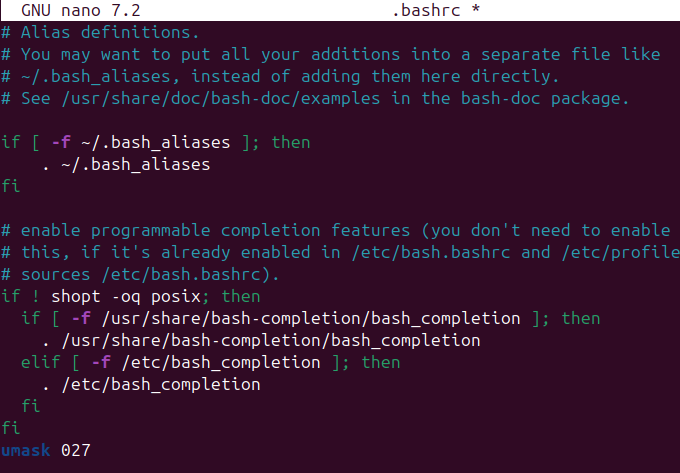 GNU nano 7.2 .bashrc *
# Alias definitions.
# You may want to put all your additions into a separate file like
# ~/.bash_aliases, instead of adding them here directly.
# See /usr/share/doc/bash-doc/examples in the bash-doc package.
if [ -f ~/.bash_aliases ]; then
    . ~/.bash_aliases
fi
# enable programmable completion features (you don't need to enable
# this, if it's already enabled in /etc/bash.bashrc and /etc/profile
# sources /etc/bash.bashrc).
if ! shopt -oq posix; then
  if [ -f /usr/share/bash-completion/bash_completion ]; then
    . /usr/share/bash-completion/bash_completion
  elif [ -f /etc/bash_completion ]; then
    . /etc/bash_completion
  fi
fi
umask 027